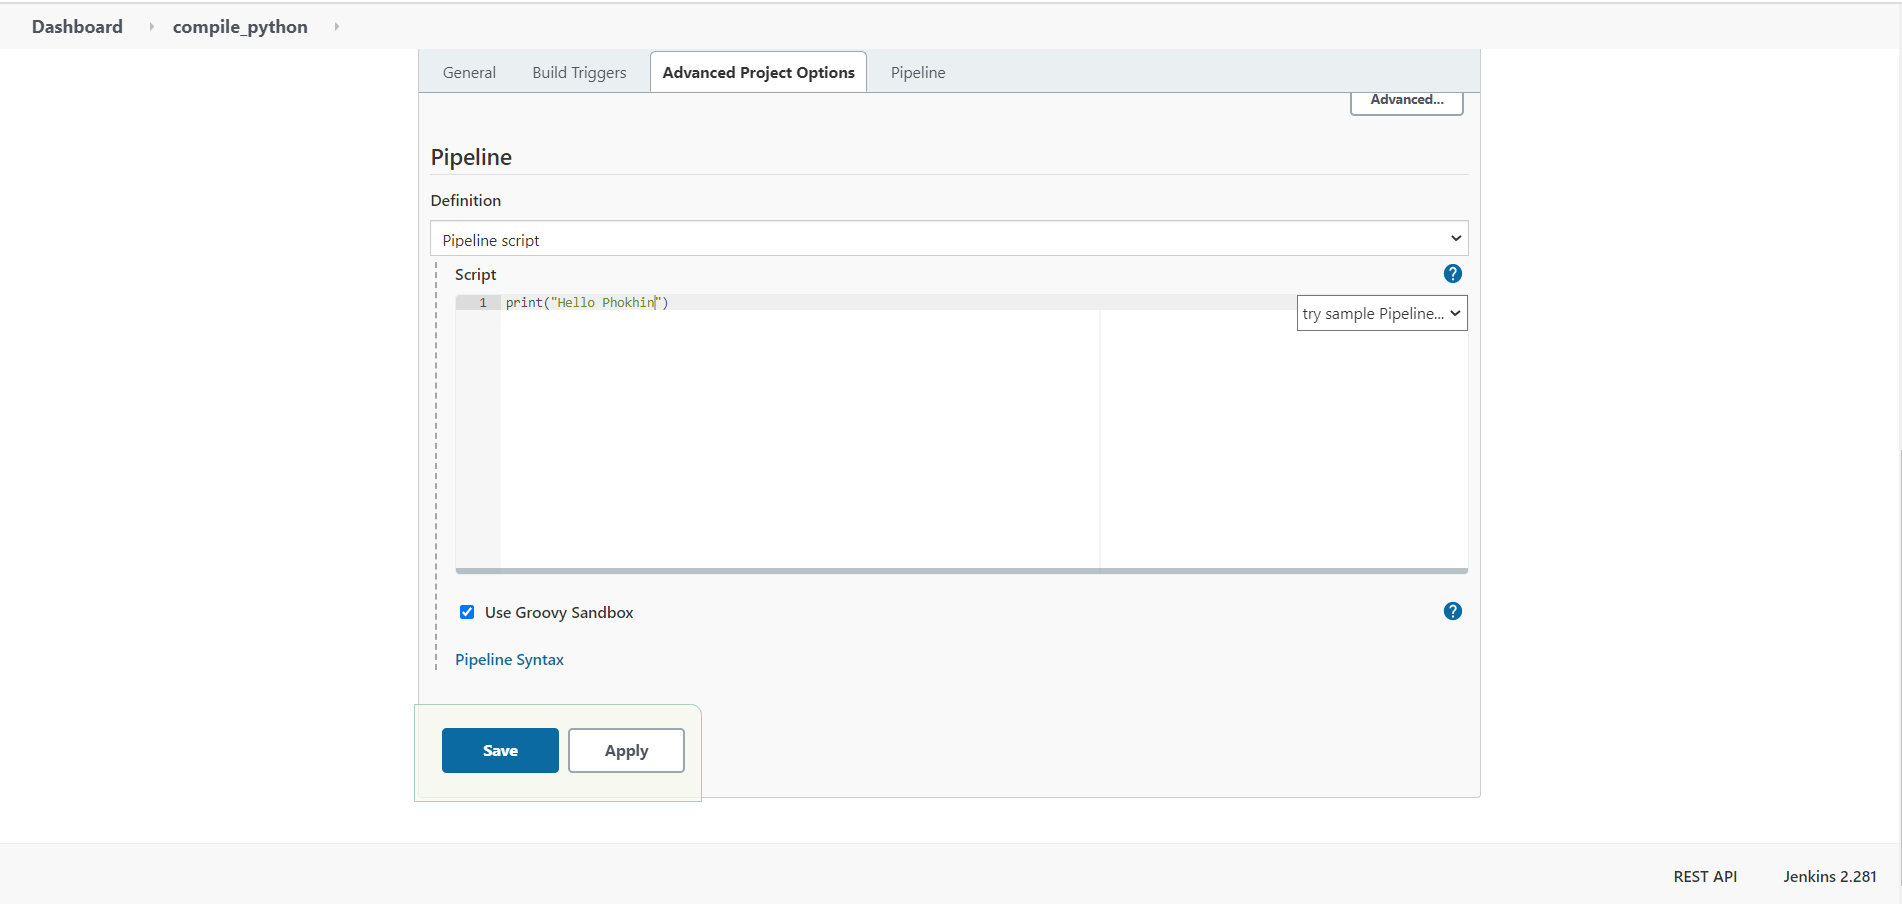 Dashboard compile_python
General Build Triggers Advanced Project Options Pipeline
Advanced...
Pipeline
Definition
Pipeline script
Script ?
1 print("Hello Phokhin")
try sample Pipeline...
Use Groovy Sandbox ?
Pipeline Syntax
Save Apply
REST API Jenkins 2.281